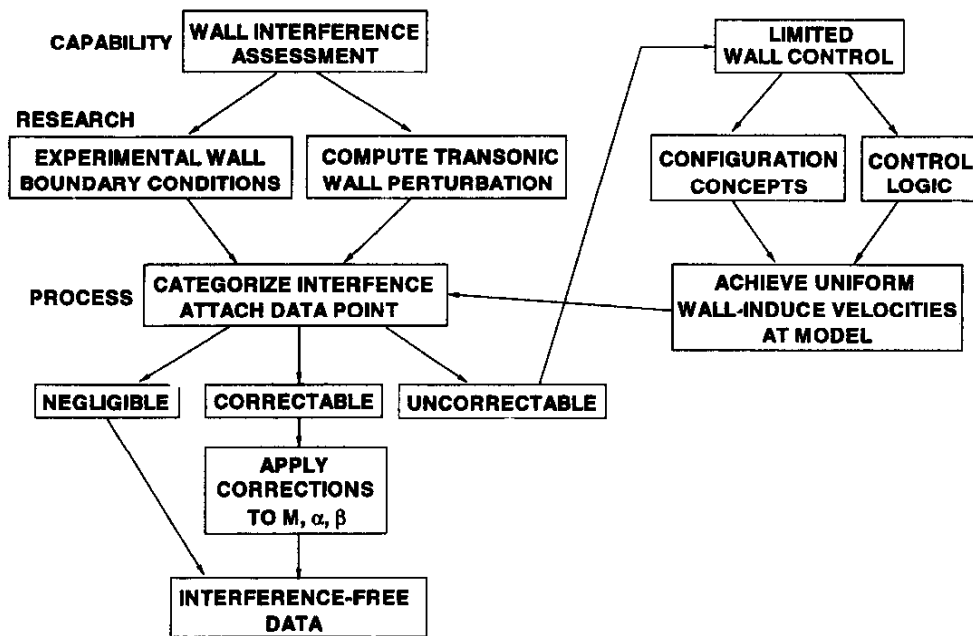 CAPABILITY
WALL INTERFERENCE
ASSESSMENT
LIMITED
WALL CONTROL
RESEARCH
EXPERIMENTAL WALL
BOUNDARY CONDITIONS
COMPUTE TRANSONIC
WALL PERTURBATION
CONFIGURATION
CONCEPTS
CONTROL
LOGIC
PROCESS
CATEGORIZE INTERFENCE
ATTACH DATA POINT
ACHIEVE UNIFORM
WALL-INDUCE VELOCITIES
AT MODEL
NEGLIGIBLE
CORRECTABLE
UNCORRECTABLE
APPLY
CORRECTIONS
TO M, α, β
INTERFERENCE-FREE
DATA